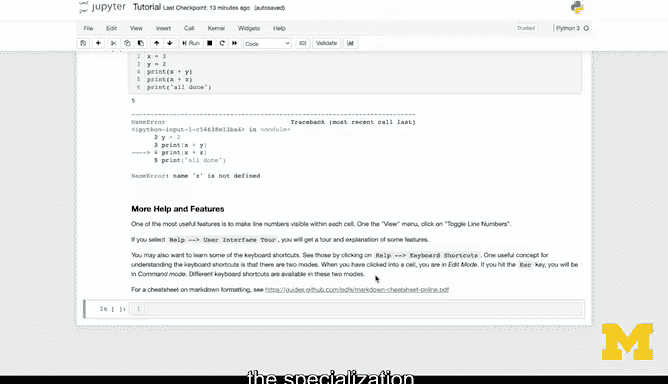 jupyter Tutorial Last Checkpoint: 13 minutes ago (autosaved)
File Edit View Insert Cell Kernel Widgets Help Trusted Python 3
Run Code Validate
2 x = 3
3 y = 2
4 print(x + y)
5 print(x + z)
6 print("all done")
5
NameError Traceback (most recent call last)
<ipython-input-1-c54638e13ba6> in <module>
2 y = 2
3 print(x + y)
----> 4 print(x + z)
5 print("all done")
NameError: name 'z' is not defined
More Help and Features
One of the most useful features is to make line numbers visible within each cell. One the "View" menu, click on "Toggle Line Numbers".
If you select Help --> User Interface Tour, you will get a tour and explanation of some features.
You may also want to learn some of the keyboard shortcuts. See those by clicking on Help --> Keyboard Shortcuts. One useful concept for
understanding the keyboard shortcuts is that there are two modes. When you have clicked into a cell, you are in Edit Mode. If you hit the Esc key, you will be
in Command mode. Different keyboard shortcuts are available in these two modes.
For a cheatsheet on markdown formatting, see https://guides.github.com/pdfs/markdown-cheatsheet-online.pdf
In [ ]: 1
M
the specialization